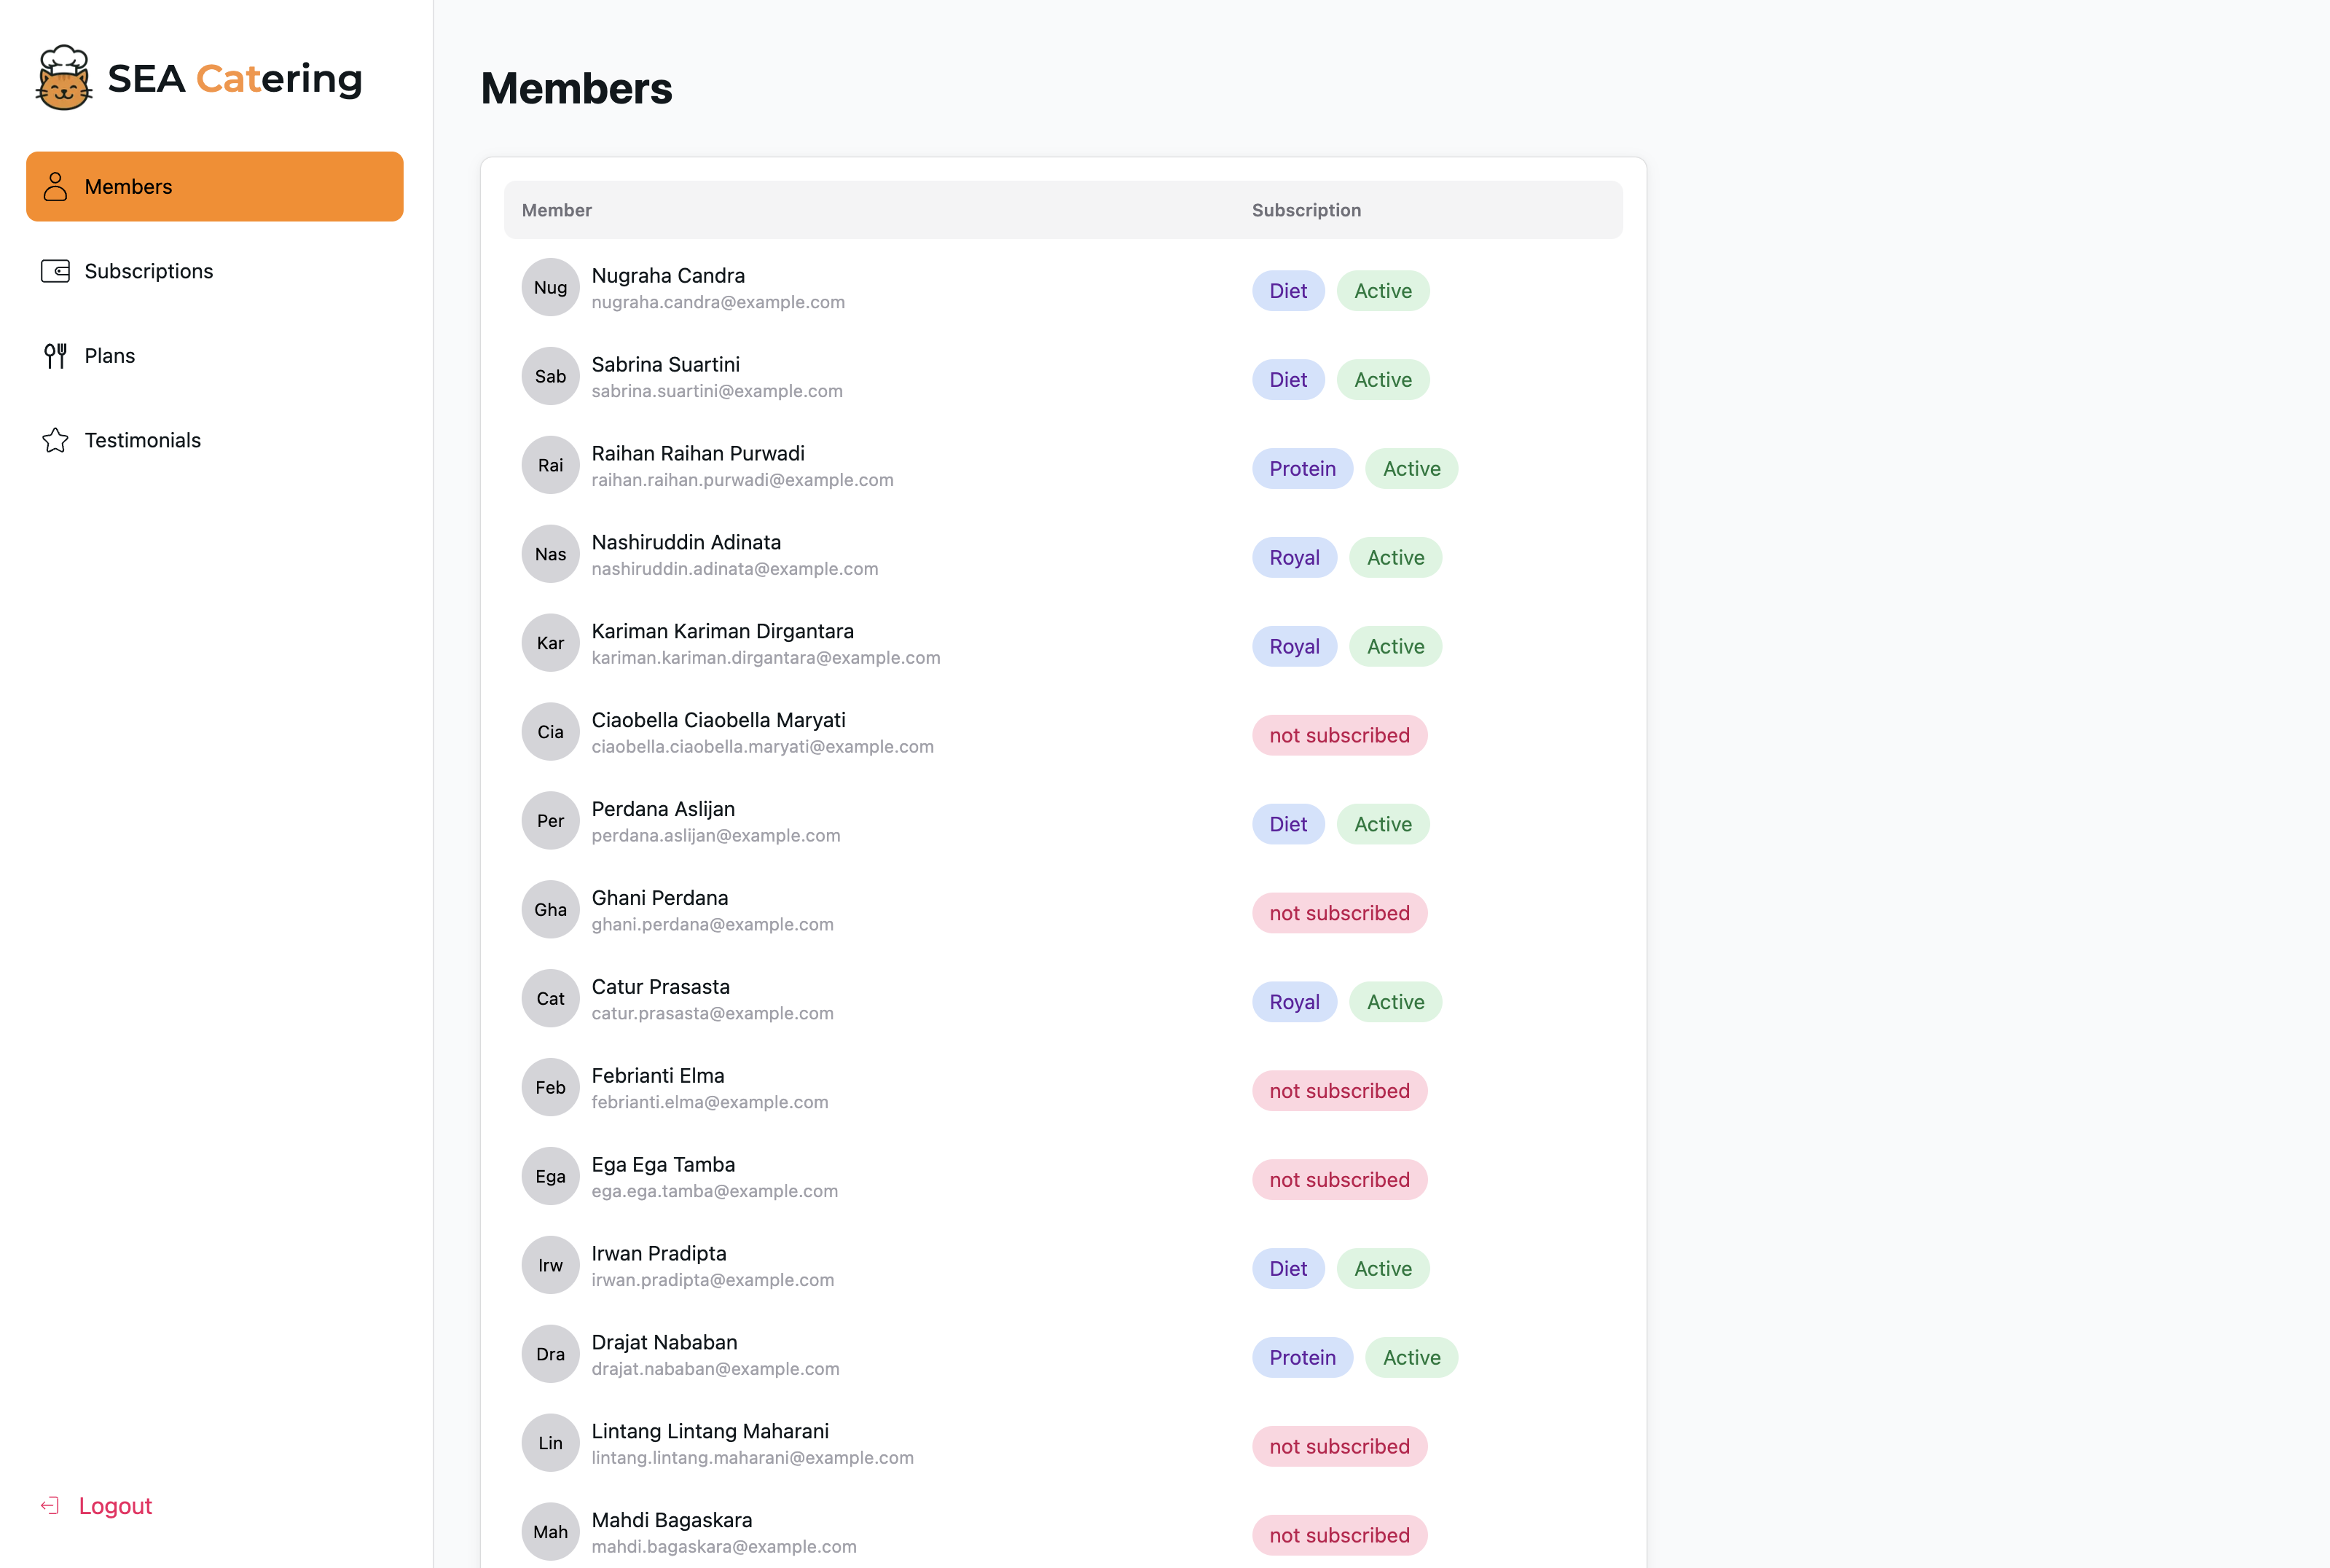 SEA Catering
Members
Subscriptions
Plans
Testimonials
Logout
Members
Member Subscription
Nug Nugraha Candra Diet Active
nugraha.candra@example.com
Sab Sabrina Suartini Diet Active
sabrina.suartini@example.com
Rai Raihan Raihan Purwadi Protein Active
raihan.raihan.purwadi@example.com
Nas Nashiruddin Adinata Royal Active
nashiruddin.adinata@example.com
Kar Kariman Kariman Dirgantara Royal Active
kariman.kariman.dirgantara@example.com
Cia Ciaobella Ciaobella Maryati not subscribed
ciaobella.ciaobella.maryati@example.com
Per Perdana Aslijan Diet Active
perdana.aslijan@example.com
Gha Ghani Perdana not subscribed
ghani.perdana@example.com
Cat Catur Prasasta Royal Active
catur.prasasta@example.com
Feb Febrianti Elma not subscribed
febrianti.elma@example.com
Ega Ega Ega Tamba not subscribed
ega.ega.tamba@example.com
Irw Irwan Pradipta Diet Active
irwan.pradipta@example.com
Dra Drajat Nababan Protein Active
drajat.nababan@example.com
Lin Lintang Lintang Maharani not subscribed
lintang.lintang.maharani@example.com
Mah Mahdi Bagaskara not subscribed
mahdi.bagaskara@example.com